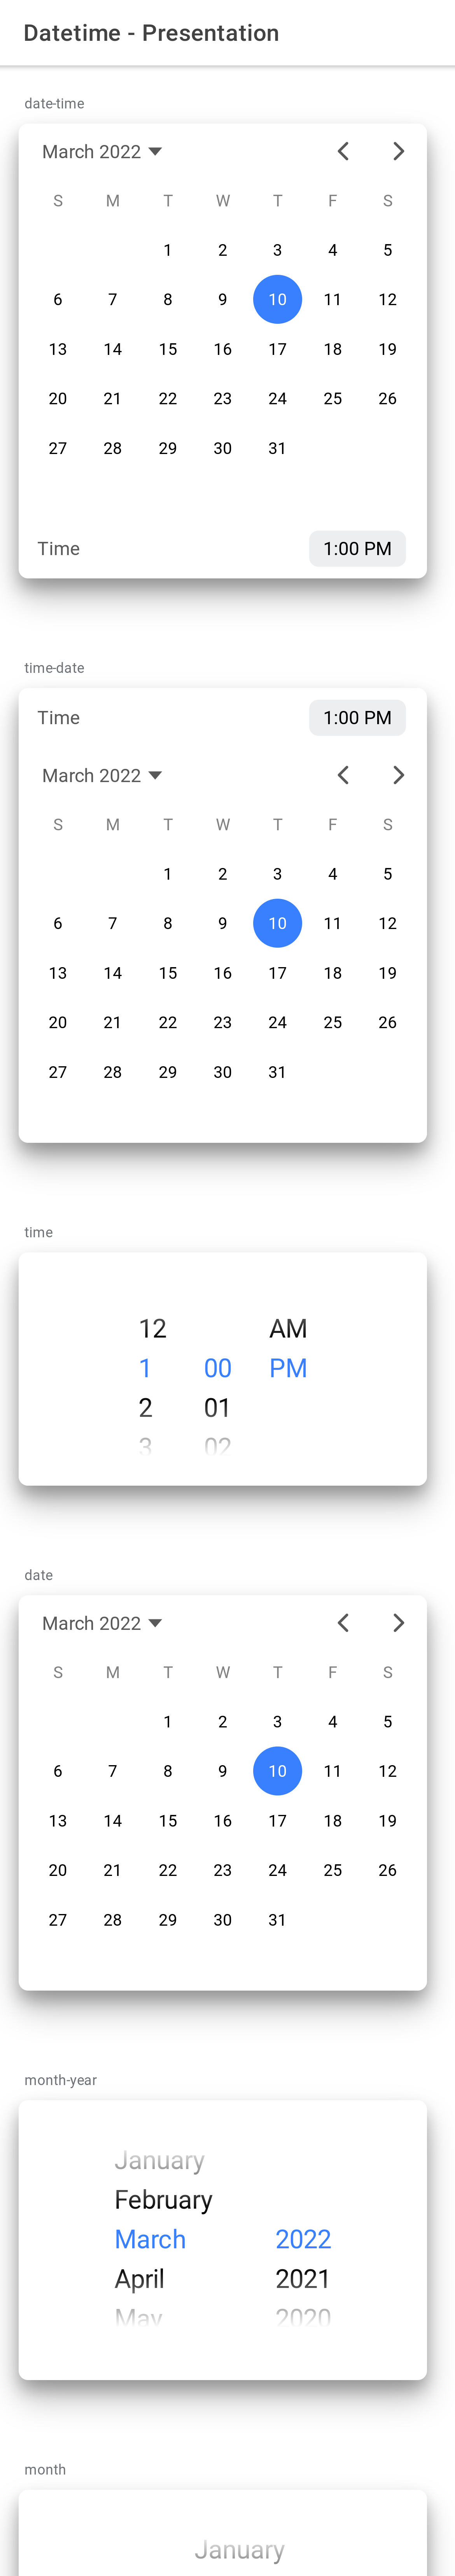 Datetime - Presentation
date-time
March 2022
S M T W T F S
1 2 3 4 5
6 7 8 9 10 11 12
13 14 15 16 17 18 19
20 21 22 23 24 25 26
27 28 29 30 31
Time 1:00 PM
time-date
Time 1:00 PM
March 2022
S M T W T F S
1 2 3 4 5
6 7 8 9 10 11 12
13 14 15 16 17 18 19
20 21 22 23 24 25 26
27 28 29 30 31
time
12 AM
1 00 PM
2 01
3 02
date
March 2022
S M T W T F S
1 2 3 4 5
6 7 8 9 10 11 12
13 14 15 16 17 18 19
20 21 22 23 24 25 26
27 28 29 30 31
month-year
January
February
March 2022
April 2021
May 2020
month
January